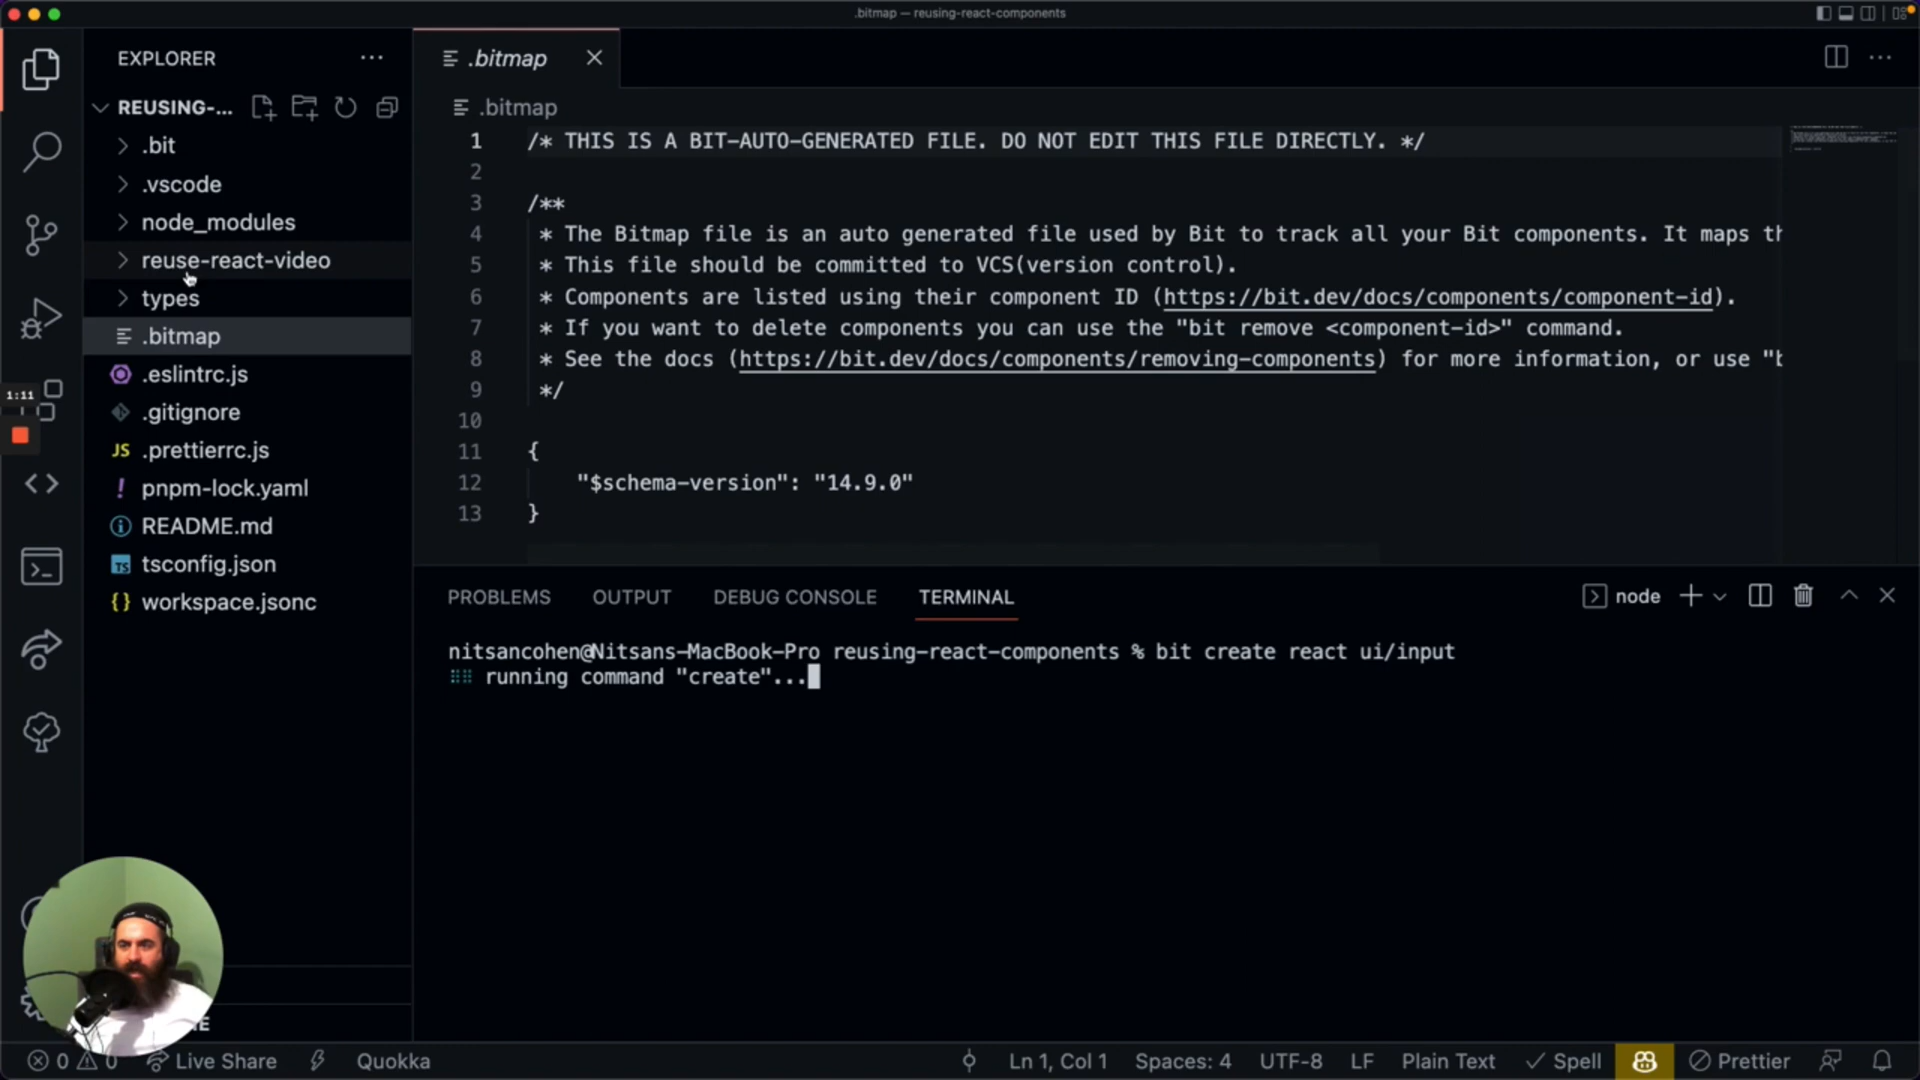 .bitmap — reusing-react-components
EXPLORER
REUSING-...
.bit
.vscode
node_modules
reuse-react-video
types
.bitmap
.eslintrc.js
.gitignore
JS .prettierrc.js
! pnpm-lock.yaml
README.md
TS tsconfig.json
{} workspace.jsonc
1:11
.bitmap
.bitmap
1 /* THIS IS A BIT-AUTO-GENERATED FILE. DO NOT EDIT THIS FILE DIRECTLY. */
2
3 /**
4 * The Bitmap file is an auto generated file used by Bit to track all your Bit components. It maps th
5 * This file should be committed to VCS(version control).
6 * Components are listed using their component ID (https://bit.dev/docs/components/component-id).
7 * If you want to delete components you can use the "bit remove <component-id>" command.
8 * See the docs (https://bit.dev/docs/components/removing-components) for more information, or use "b
9 */
10
11 {
12 "$schema-version": "14.9.0"
13 }
PROBLEMS OUTPUT DEBUG CONSOLE TERMINAL
node
nitsancohen@Nitsans-MacBook-Pro reusing-react-components % bit create react ui/input
running command "create"...
0 0 Live Share Quokka Ln 1, Col 1 Spaces: 4 UTF-8 LF Plain Text Spell Prettier